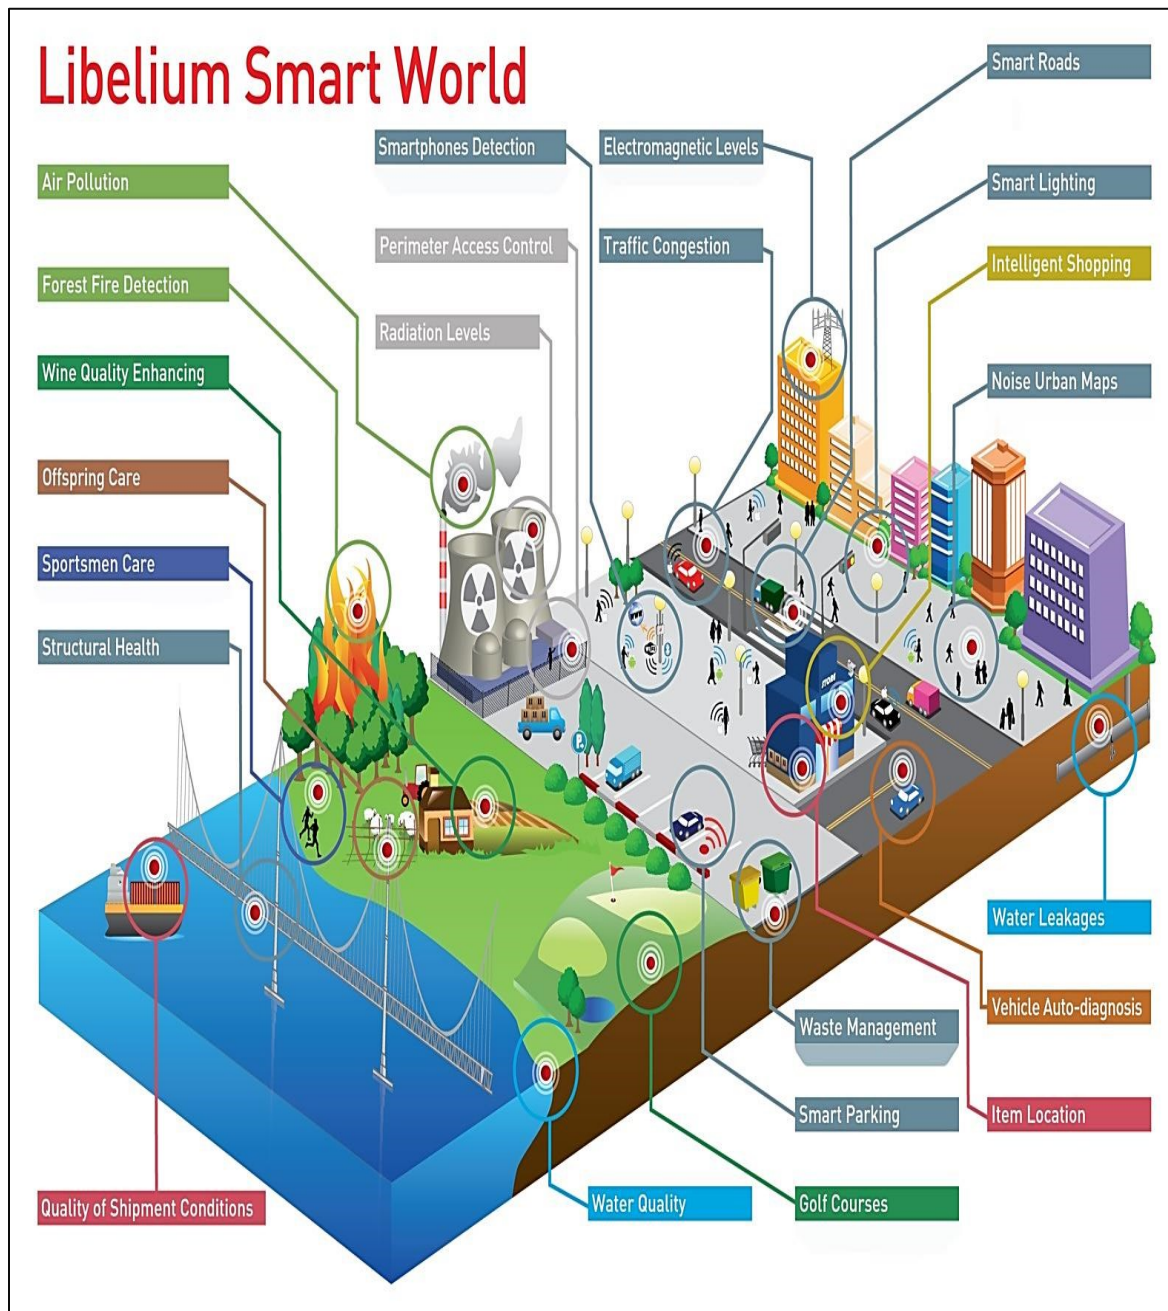 Libelium Smart World
Air Pollution
Forest Fire Detection
Wine Quality Enhancing
Offspring Care
Sportsmen Care
Structural Health
Quality of Shipment Conditions
Smartphones Detection
Perimeter Access Control
Radiation Levels
Electromagnetic Levels
Traffic Congestion
Smart Roads
Smart Lighting
Intelligent Shopping
Noise Urban Maps
Water Leakages
Vehicle Auto-diagnosis
Item Location
Waste Management
Smart Parking
Golf Courses
Water Quality
P